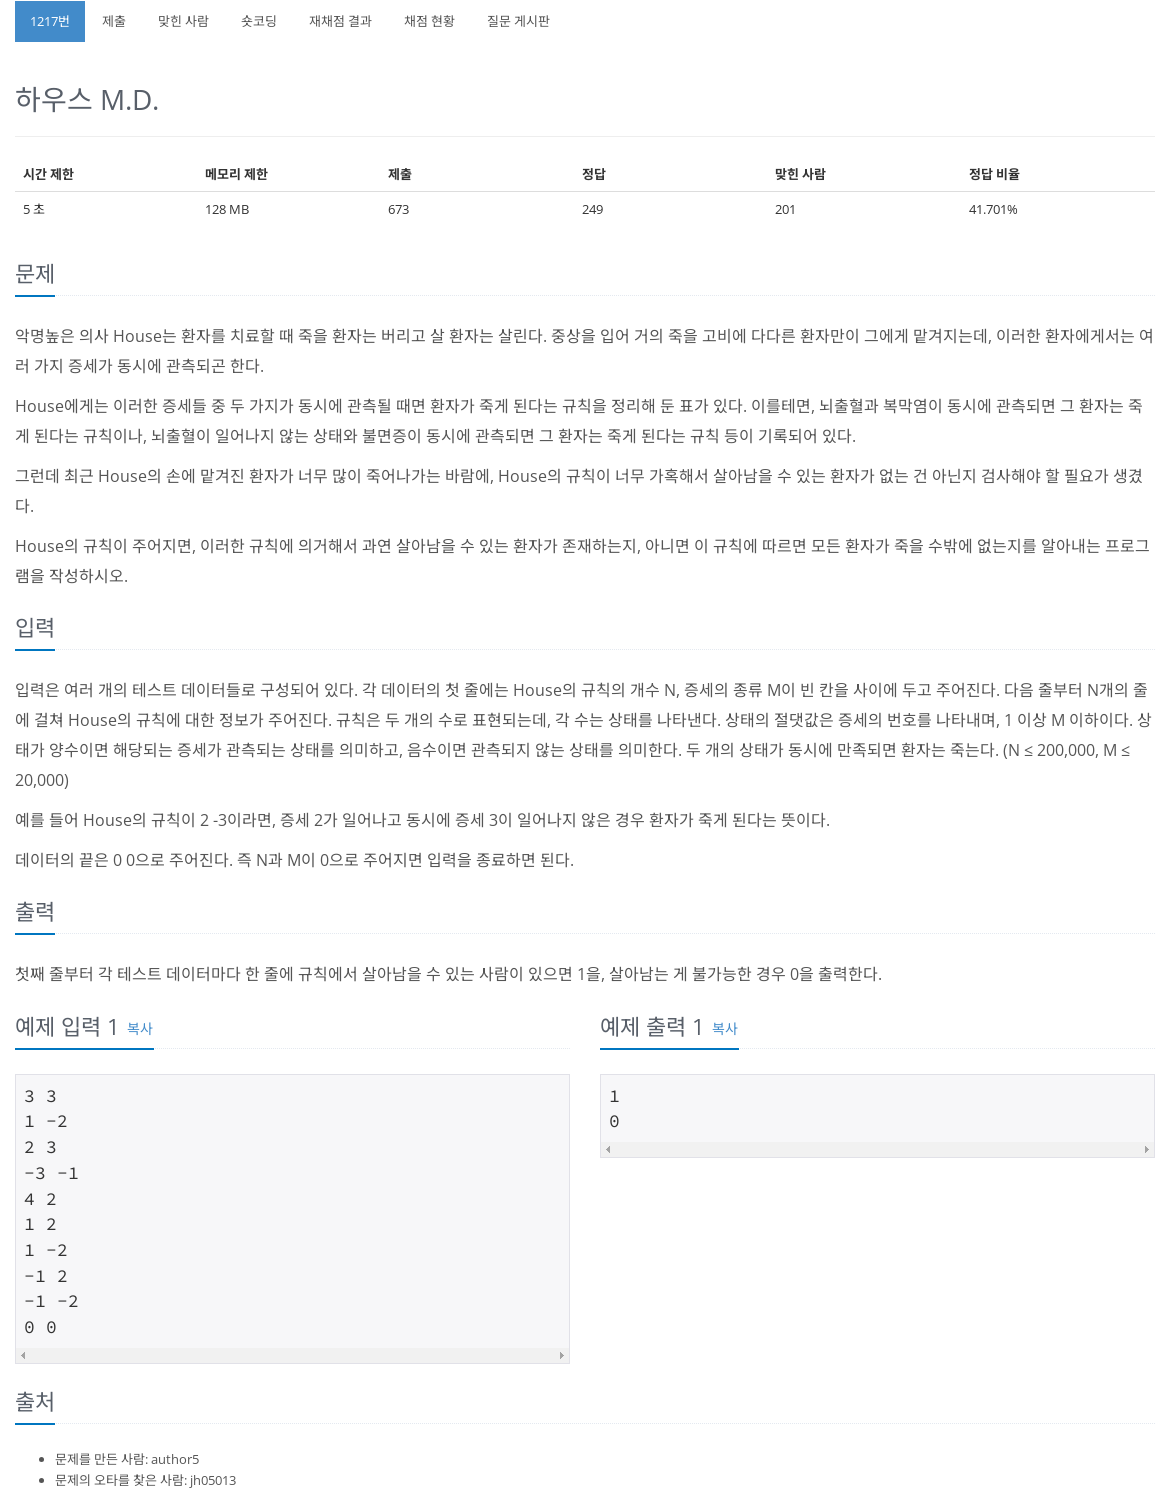 1217번 제출 맞힌 사람 숏코딩 재채점 결과 채점 현황 질문 게시판
하우스 M.D.
시간 제한 메모리 제한 제출 정답 맞힌 사람 정답 비율
5 초 128 MB 673 249 201 41.701%
문제
악명높은 의사 House는 환자를 치료할 때 죽을 환자는 버리고 살 환자는 살린다. 중상을 입어 거의 죽을 고비에 다다른 환자만이 그에게 맡겨지는데, 이러한 환자에게서는 여
러 가지 증세가 동시에 관측되곤 한다.
House에게는 이러한 증세들 중 두 가지가 동시에 관측될 때면 환자가 죽게 된다는 규칙을 정리해 둔 표가 있다. 이를테면, 뇌출혈과 복막염이 동시에 관측되면 그 환자는 죽
게 된다는 규칙이나, 뇌출혈이 일어나지 않는 상태와 불면증이 동시에 관측되면 그 환자는 죽게 된다는 규칙 등이 기록되어 있다.
그런데 최근 House의 손에 맡겨진 환자가 너무 많이 죽어나가는 바람에, House의 규칙이 너무 가혹해서 살아남을 수 있는 환자가 없는 건 아닌지 검사해야 할 필요가 생겼
다.
House의 규칙이 주어지면, 이러한 규칙에 의거해서 과연 살아남을 수 있는 환자가 존재하는지, 아니면 이 규칙에 따르면 모든 환자가 죽을 수밖에 없는지를 알아내는 프로그
램을 작성하시오.
입력
입력은 여러 개의 테스트 데이터들로 구성되어 있다. 각 데이터의 첫 줄에는 House의 규칙의 개수 N, 증세의 종류 M이 빈 칸을 사이에 두고 주어진다. 다음 줄부터 N개의 줄
에 걸쳐 House의 규칙에 대한 정보가 주어진다. 규칙은 두 개의 수로 표현되는데, 각 수는 상태를 나타낸다. 상태의 절댓값은 증세의 번호를 나타내며, 1 이상 M 이하이다. 상
태가 양수이면 해당되는 증세가 관측되는 상태를 의미하고, 음수이면 관측되지 않는 상태를 의미한다. 두 개의 상태가 동시에 만족되면 환자는 죽는다. (N ≤ 200,000, M ≤
20,000)
예를 들어 House의 규칙이 2 -3이라면, 증세 2가 일어나고 동시에 증세 3이 일어나지 않은 경우 환자가 죽게 된다는 뜻이다.
데이터의 끝은 0 0으로 주어진다. 즉 N과 M이 0으로 주어지면 입력을 종료하면 된다.
출력
첫째 줄부터 각 테스트 데이터마다 한 줄에 규칙에서 살아남을 수 있는 사람이 있으면 1을, 살아남는 게 불가능한 경우 0을 출력한다.
예제 입력 1 복사
3 3
1 -2
2 3
-3 -1
4 2
1 2
1 -2
-1 2
-1 -2
0 0
예제 출력 1 복사
1
0
출처
문제를 만든 사람: author5
문제의 오타를 찾은 사람: jh05013